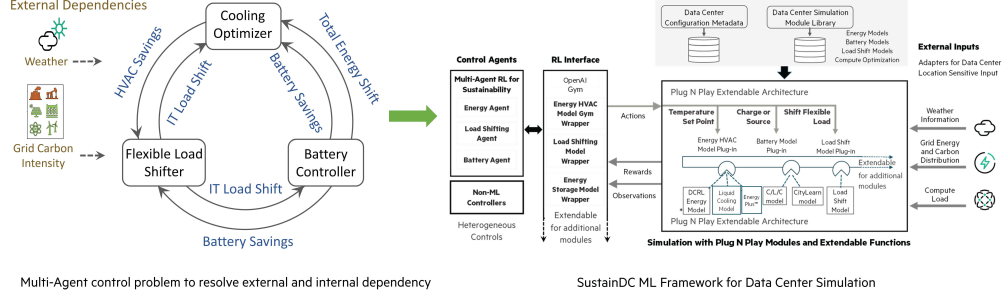 External Dependencies
Weather
Grid Carbon
Intensity
Cooling
Optimizer
HVAC Savings
IT Load Shift
Battery Savings
Total Energy Shift
Flexible Load
Shifter
Battery
Controller
IT Load Shift
Battery Savings
Multi-Agent control problem to resolve external and internal dependency
Control Agents
Multi-Agent RL for
Sustainability
Energy Agent
Load Shifting
Agent
Battery Agent
Non-ML
Controllers
Heterogeneous
Controls
RL Interface
OpenAI
Gym
Energy HVAC
Model Gym
Wrapper
Load Shifting
Model
Wrapper
Energy
Storage Model
Wrapper
Extendable
for additional
modules
Actions
Rewards
Observations
Data Center
Configuration Metadata
Data Center Simulation
Module Library
Energy Models
Battery Models
Load Shift Models
Compute Optimization
Plug N Play Extendable Architecture
Temperature
Set Point
Charge or
Source
Shift Flexible
Load
Energy HVAC
Model Plug-in
Battery Model
Plug-in
Load Shift
Model Plug-in
Extendable
for additional
modules
DCRL
Energy
Model
Liquid
Cooling
Model
Energy
Plus™
C/L/C
model
CityLearn
model
Load
Shift
Model
Plug N Play Extendable Architecture
Simulation with Plug N Play Modules and Extendable Functions
External Inputs
Adapters for Data Center
Location Sensitive Input
Weather
Information
Grid Energy and
Carbon
Distribution
Compute
Load
SustainDC ML Framework for Data Center Simulation